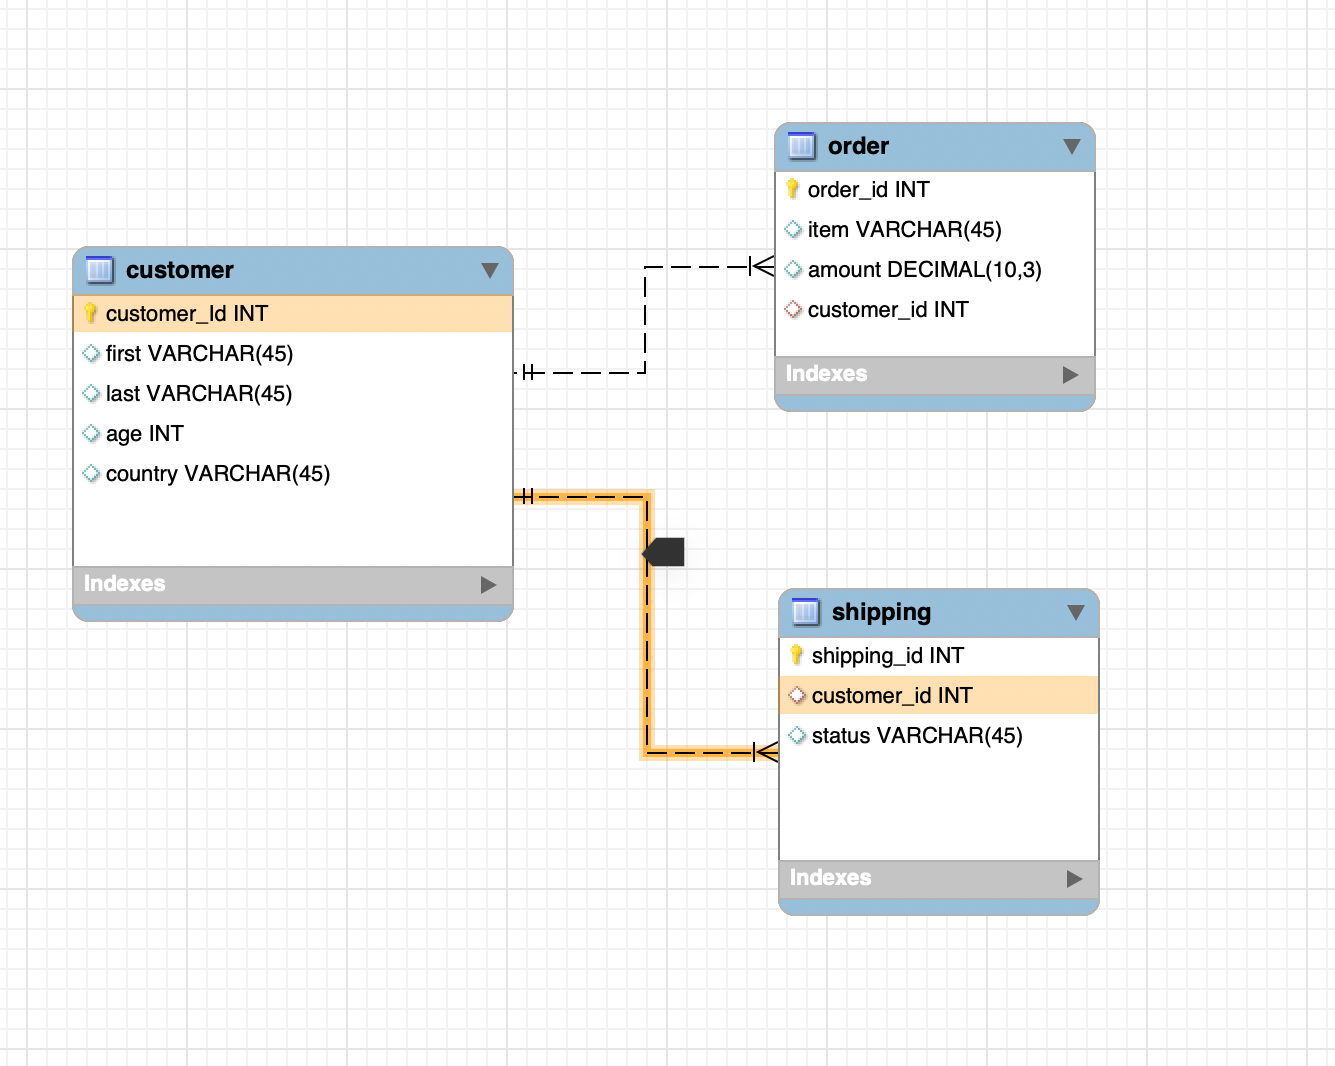 customer
customer_Id INT
first VARCHAR(45)
last VARCHAR(45)
age INT
country VARCHAR(45)
Indexes
order
order_id INT
item VARCHAR(45)
amount DECIMAL(10,3)
customer_id INT
Indexes
shipping
shipping_id INT
customer_id INT
status VARCHAR(45)
Indexes